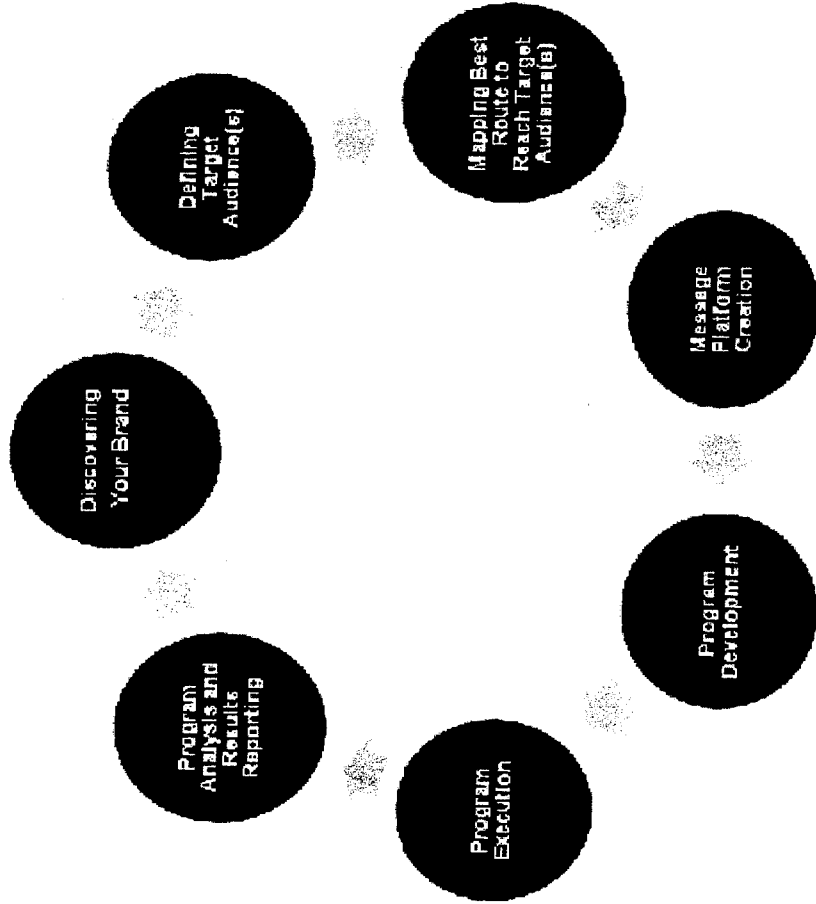 Discovering
Your Brand
Defining
Target
Audience(s)
Mapping Best
Route to
Reach Target
Audience(s)
Message
Platform
Creation
Program
Development
Program
Execution
Program
Analysis and
Results
Reporting